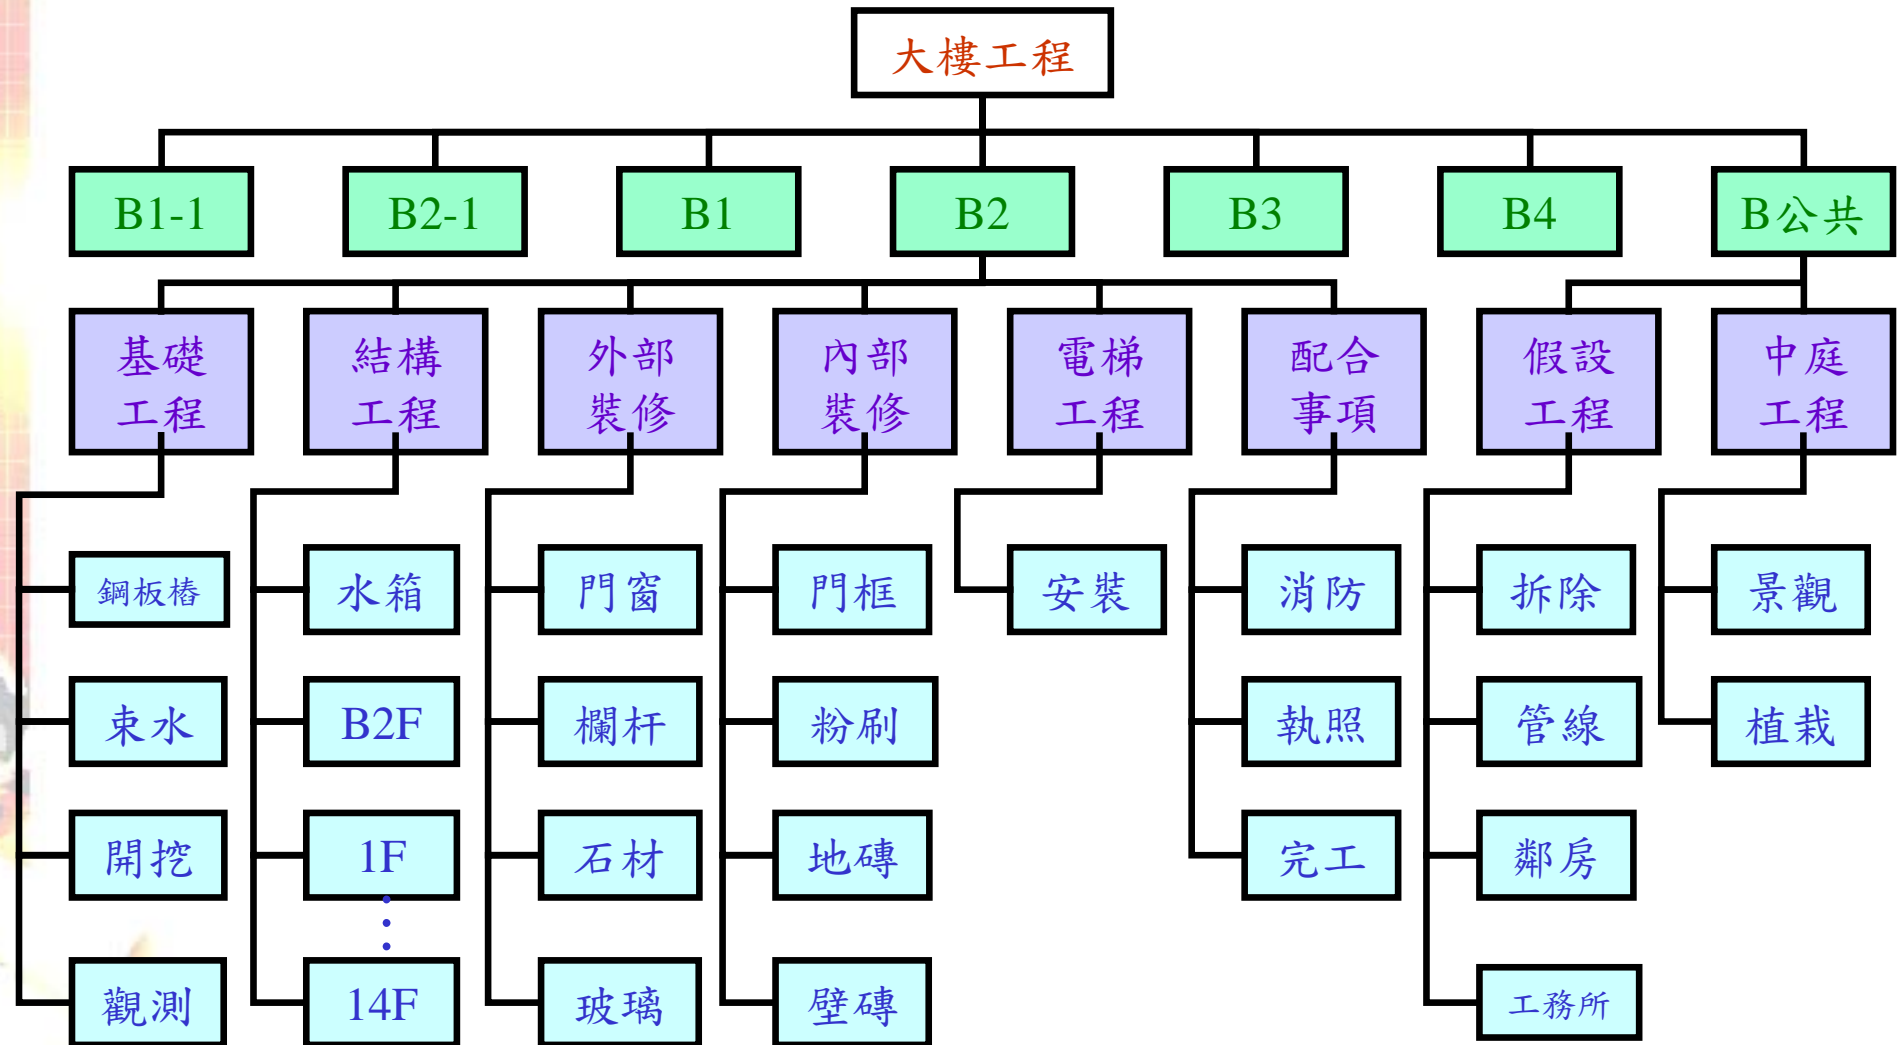 大樓工程
B1-1
B2-1
B1
B2
B3
B4
B公共
基礎
工程
結構
工程
外部
裝修
內部
裝修
電梯
工程
配合
事項
假設
工程
中庭
工程
鋼板樁
水箱
門窗
門框
安裝
消防
拆除
景觀
束水
B2F
欄杆
粉刷
執照
管線
植栽
開挖
1F
石材
地磚
完工
鄰房
觀測
14F
玻璃
壁磚
工務所